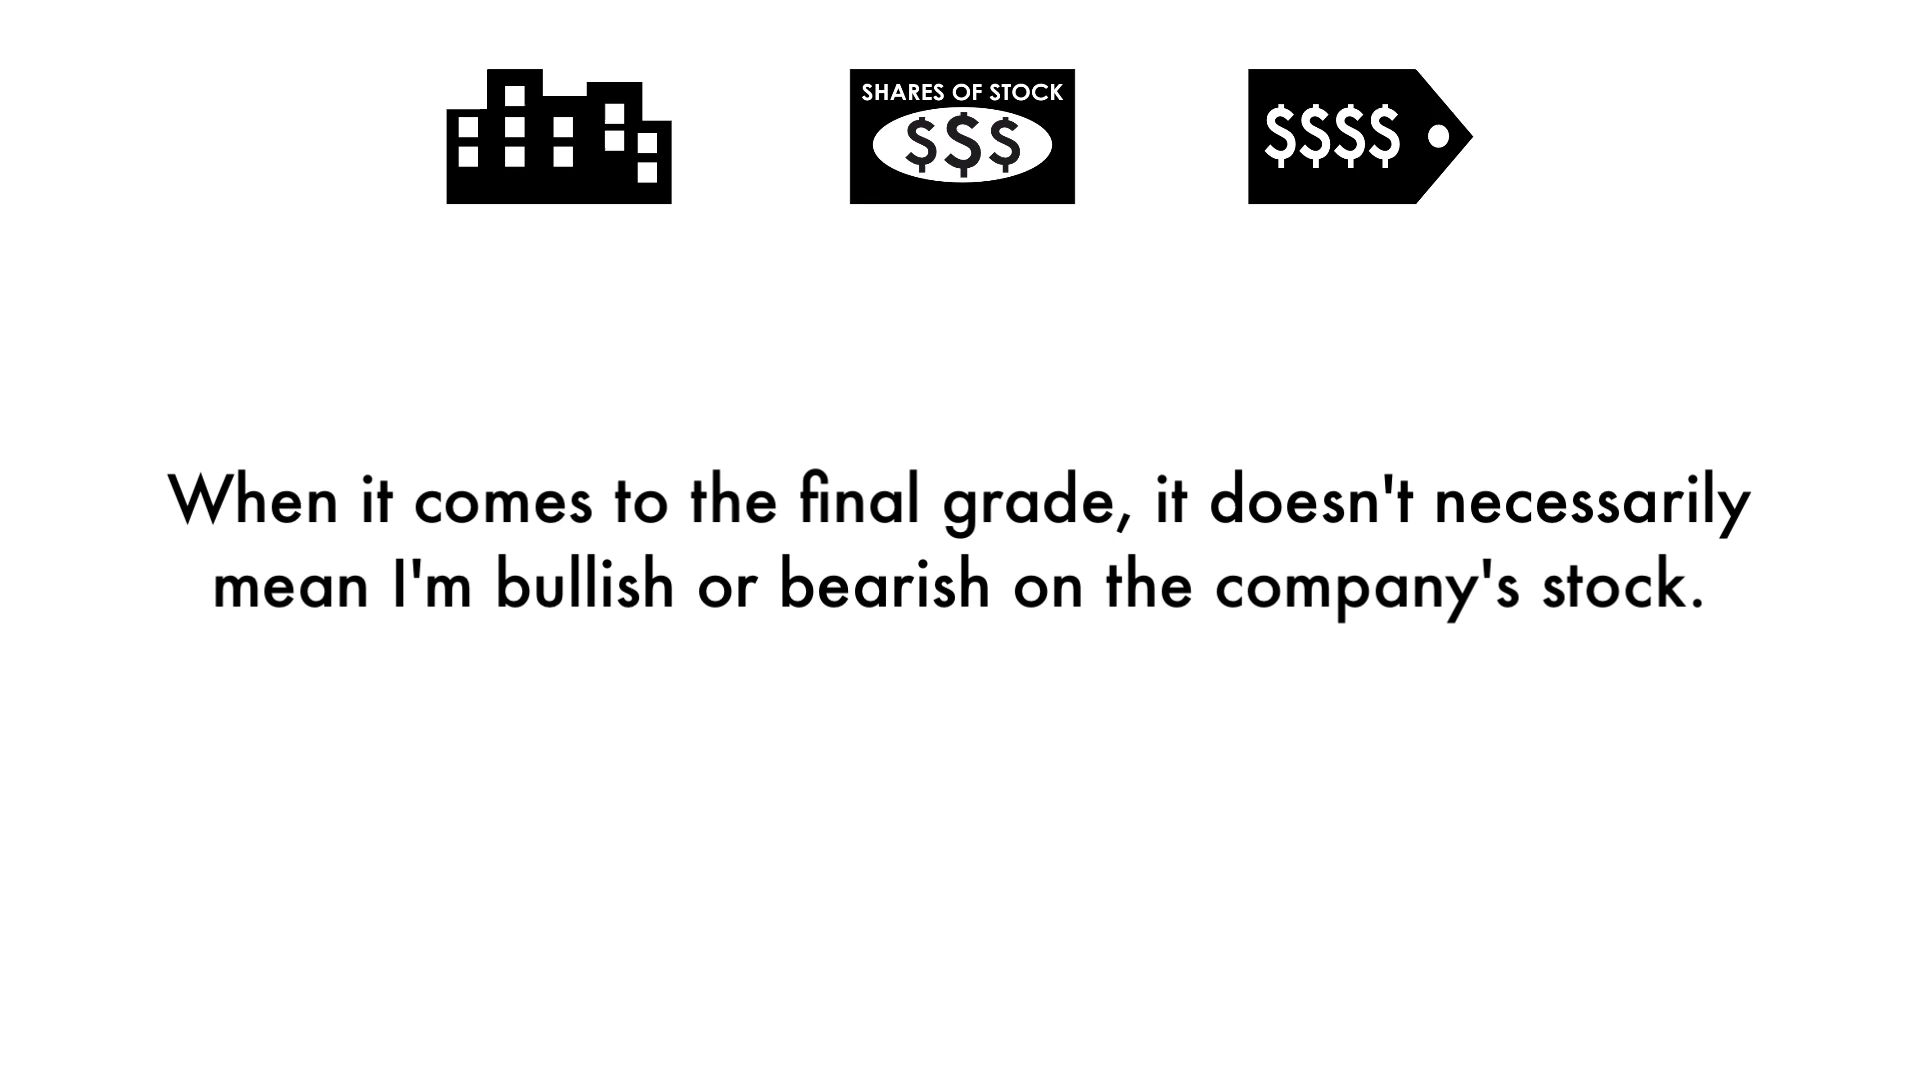 SHARES OF STOCK
$$$
$$$$
When it comes to the final grade, it doesn't necessarily
mean I'm bullish or bearish on the company's stock.